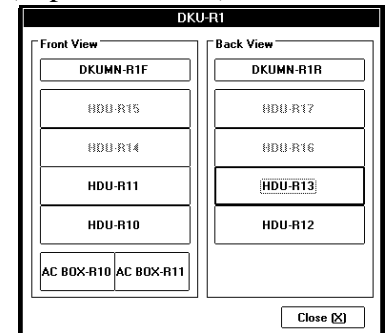 DKU-R1
Front View
DKUMN-R1F
HDU-R15
HDU-R14
HDU-R11
HDU-R10
AC BOX-R10 AC BOX-R11
Back View
DKUMN-R1R
HDU-R17
HDU-R16
HDU-R13
HDU-R12
Close (X)